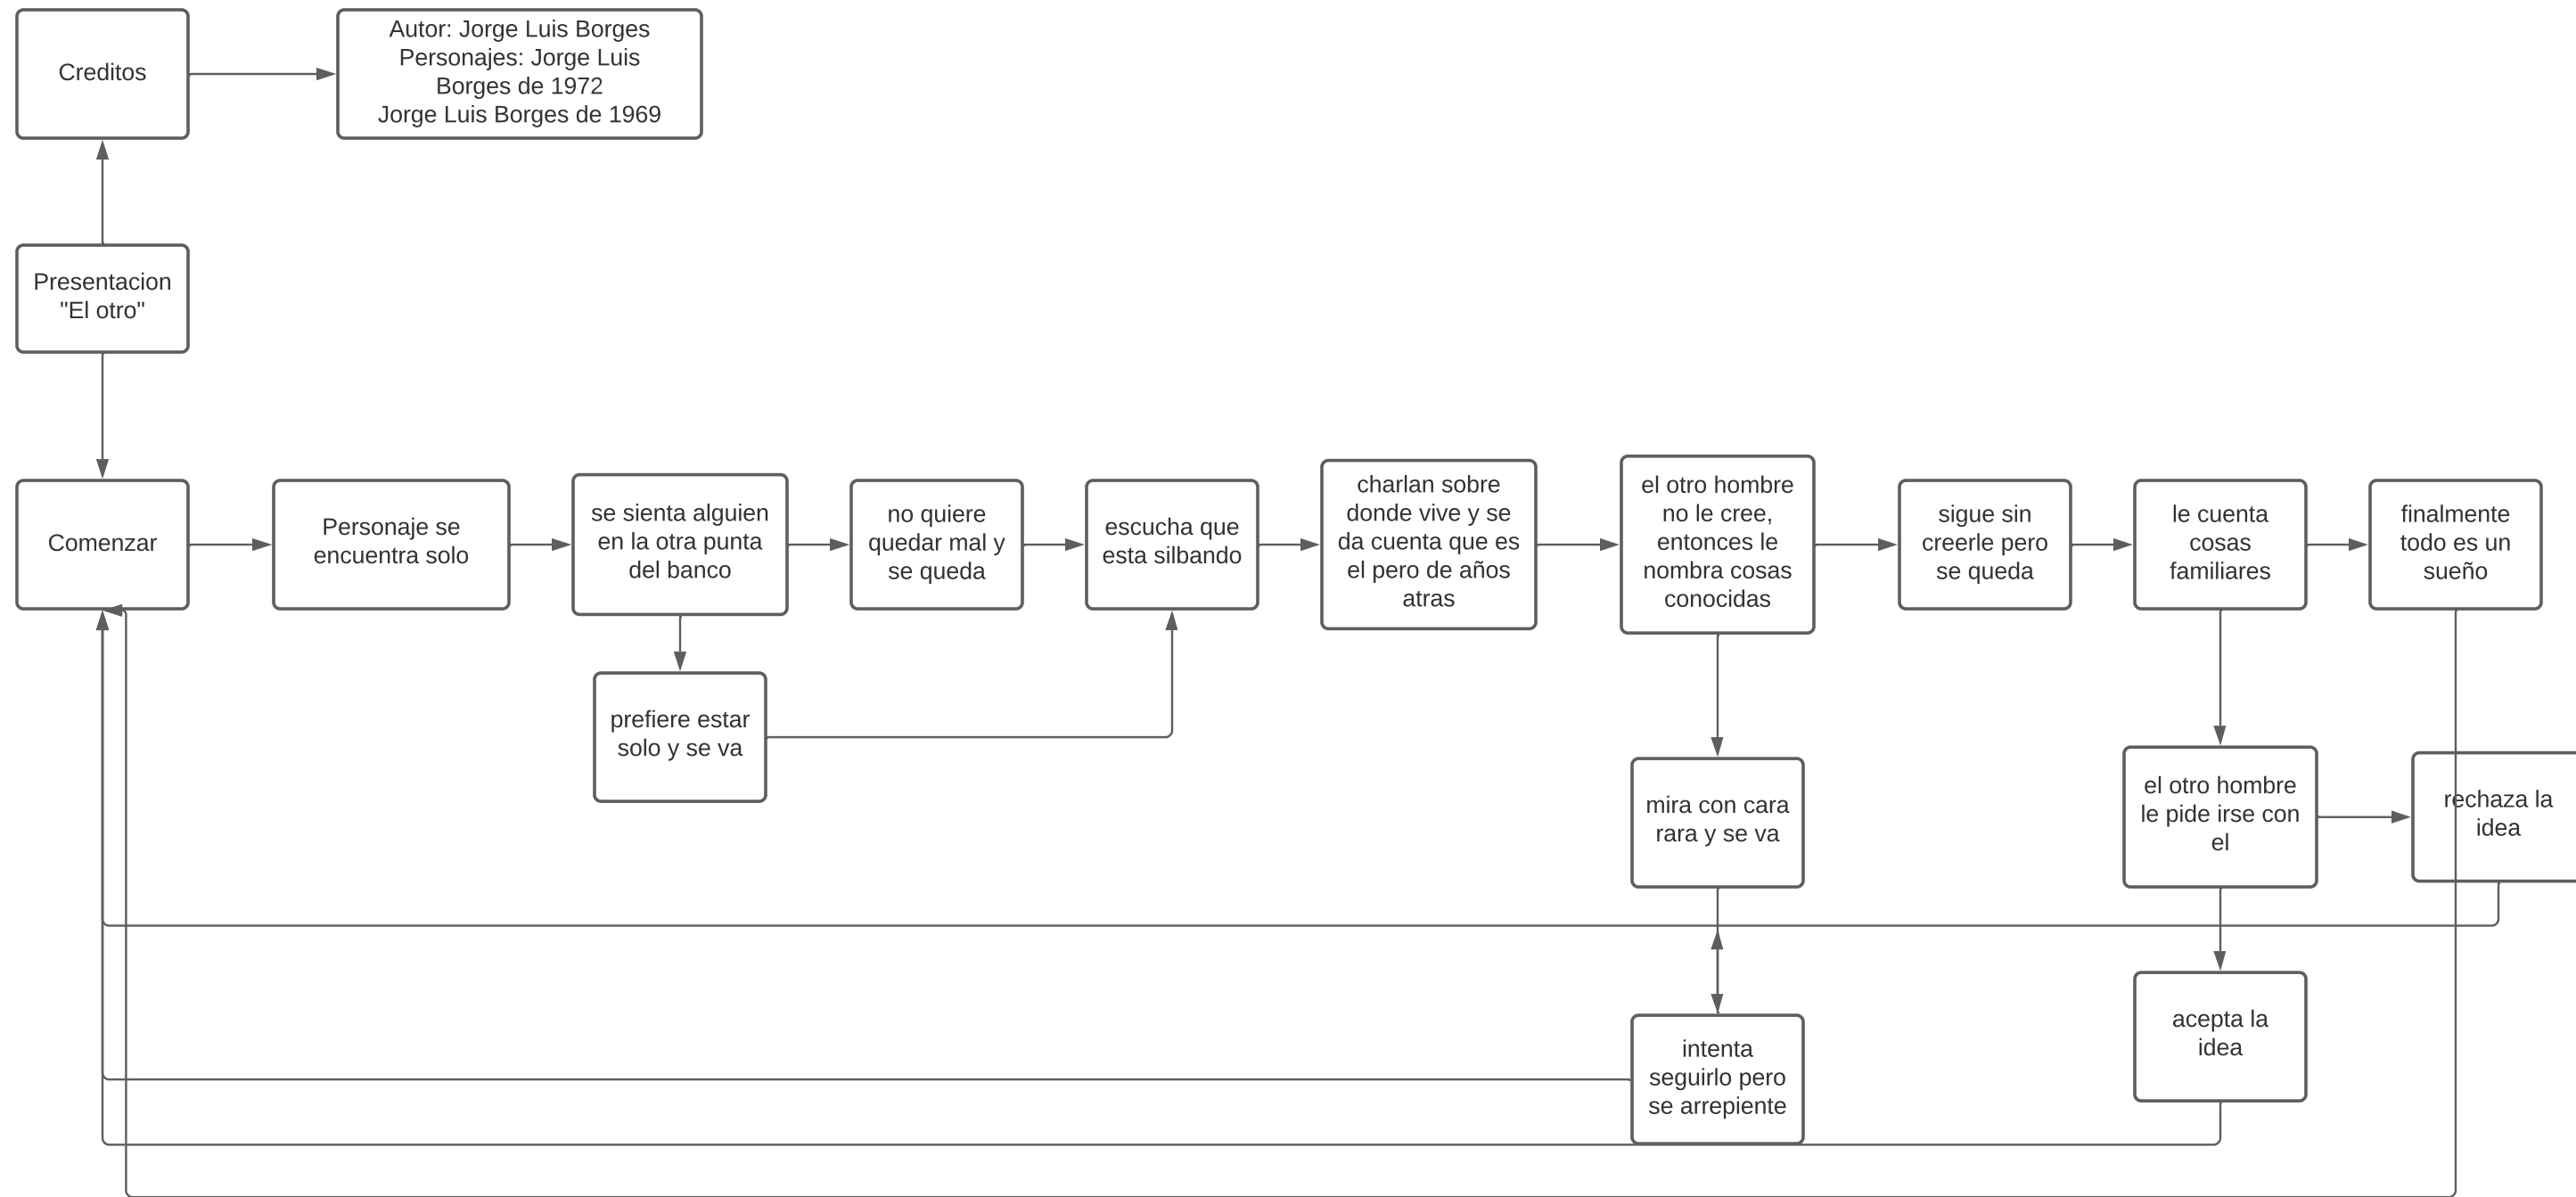 Creditos
Autor: Jorge Luis Borges
Personajes: Jorge Luis
Borges de 1972
Jorge Luis Borges de 1969
Presentacion
"El otro"
Comenzar
Personaje se
encuentra solo
se sienta alguien
en la otra punta
del banco
no quiere
quedar mal y
se queda
escucha que
esta silbando
charlan sobre
donde vive y se
da cuenta que es
el pero de años
atras
el otro hombre
no le cree,
entonces le
nombra cosas
conocidas
sigue sin
creerle pero
se queda
le cuenta
cosas
familiares
finalmente
todo es un
sueño
prefiere estar
solo y se va
mira con cara
rara y se va
el otro hombre
le pide irse con
el
rechaza la
idea
intenta
seguirlo pero
se arrepiente
acepta la
idea